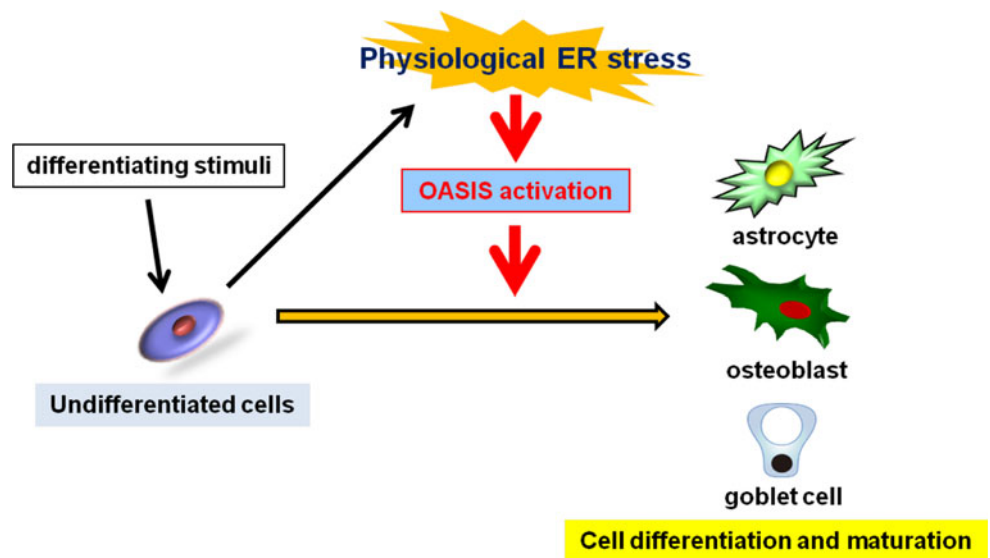 Physiological ER stress
differentiating stimuli
OASIS activation
astrocyte
osteoblast
Undifferentiated cells
goblet cell
Cell differentiation and maturation